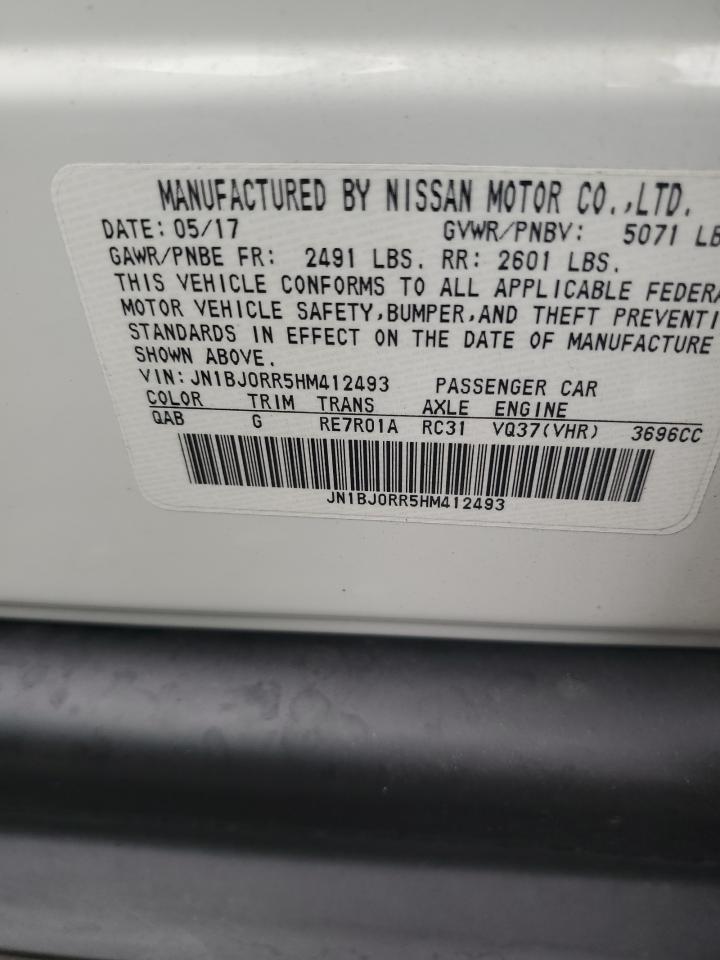 MANUFACTURED BY NISSAN MOTOR CO.,LTD.
DATE: 05/17 GVWR/PNBV: 5071 LB
GAWR/PNBE FR: 2491 LBS. RR: 2601 LBS.
THIS VEHICLE CONFORMS TO ALL APPLICABLE FEDERA
MOTOR VEHICLE SAFETY,BUMPER,AND THEFT PREVENTI
STANDARDS IN EFFECT ON THE DATE OF MANUFACTURE
SHOWN ABOVE.
VIN: JN1BJ0RR5HM412493 PASSENGER CAR
COLOR TRIM TRANS AXLE ENGINE
QAB G RE7R01A RC31 VQ37(VHR) 3696CC
JN1BJ0RR5HM412493